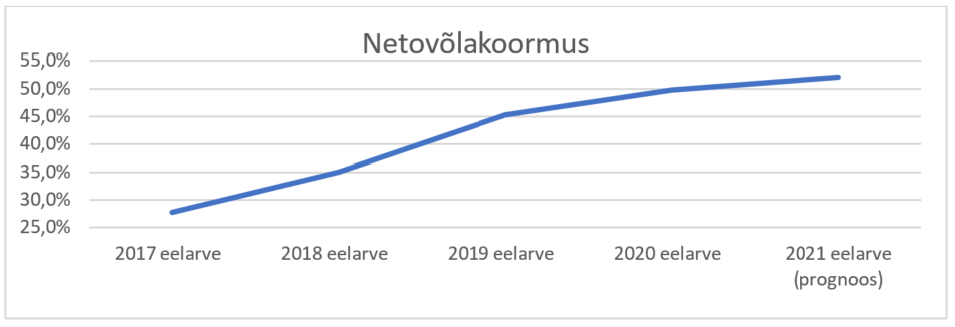 Netovõlakoormus
55,0%
50,0%
45,0%
40,0%
35,0%
30,0%
25,0%
2017 eelarve
2018 eelarve
2019 eelarve
2020 eelarve
2021 eelarve
(prognoos)